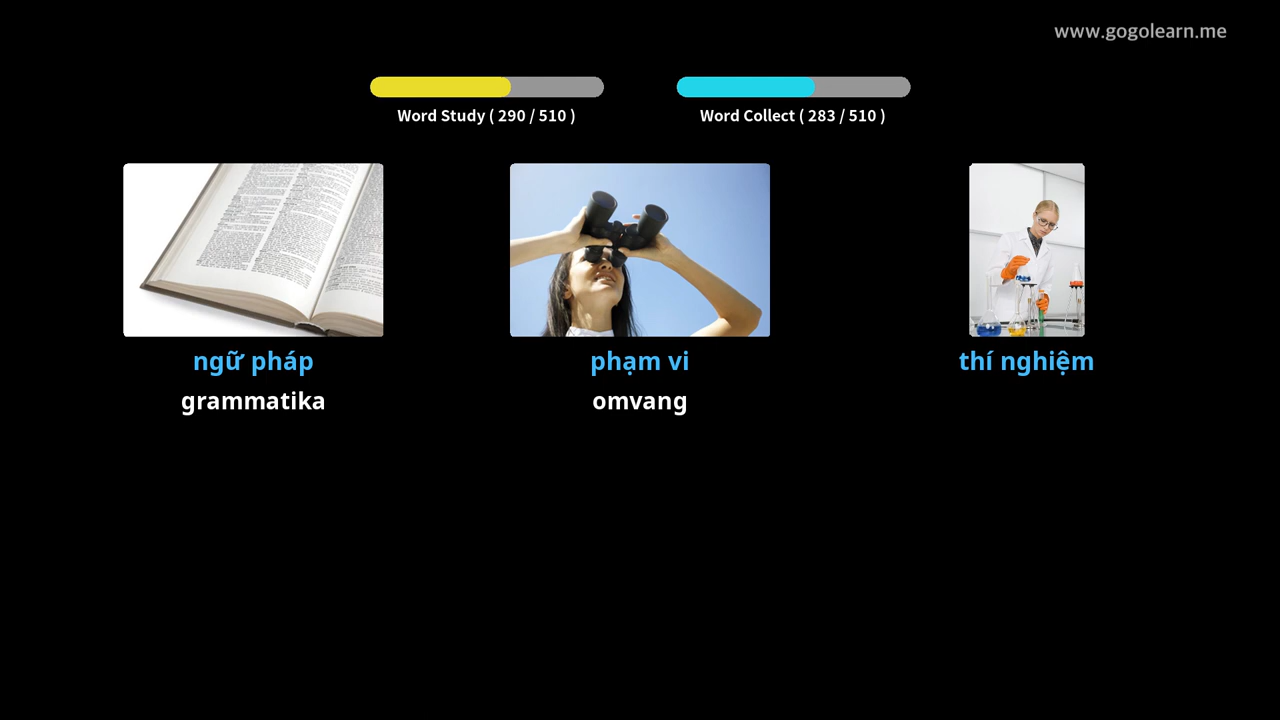 www.gogolearn.me
Word Study ( 290 / 510 )
Word Collect ( 283 / 510 )
ngữ pháp
phạm vi
thí nghiệm
grammatika
omvang